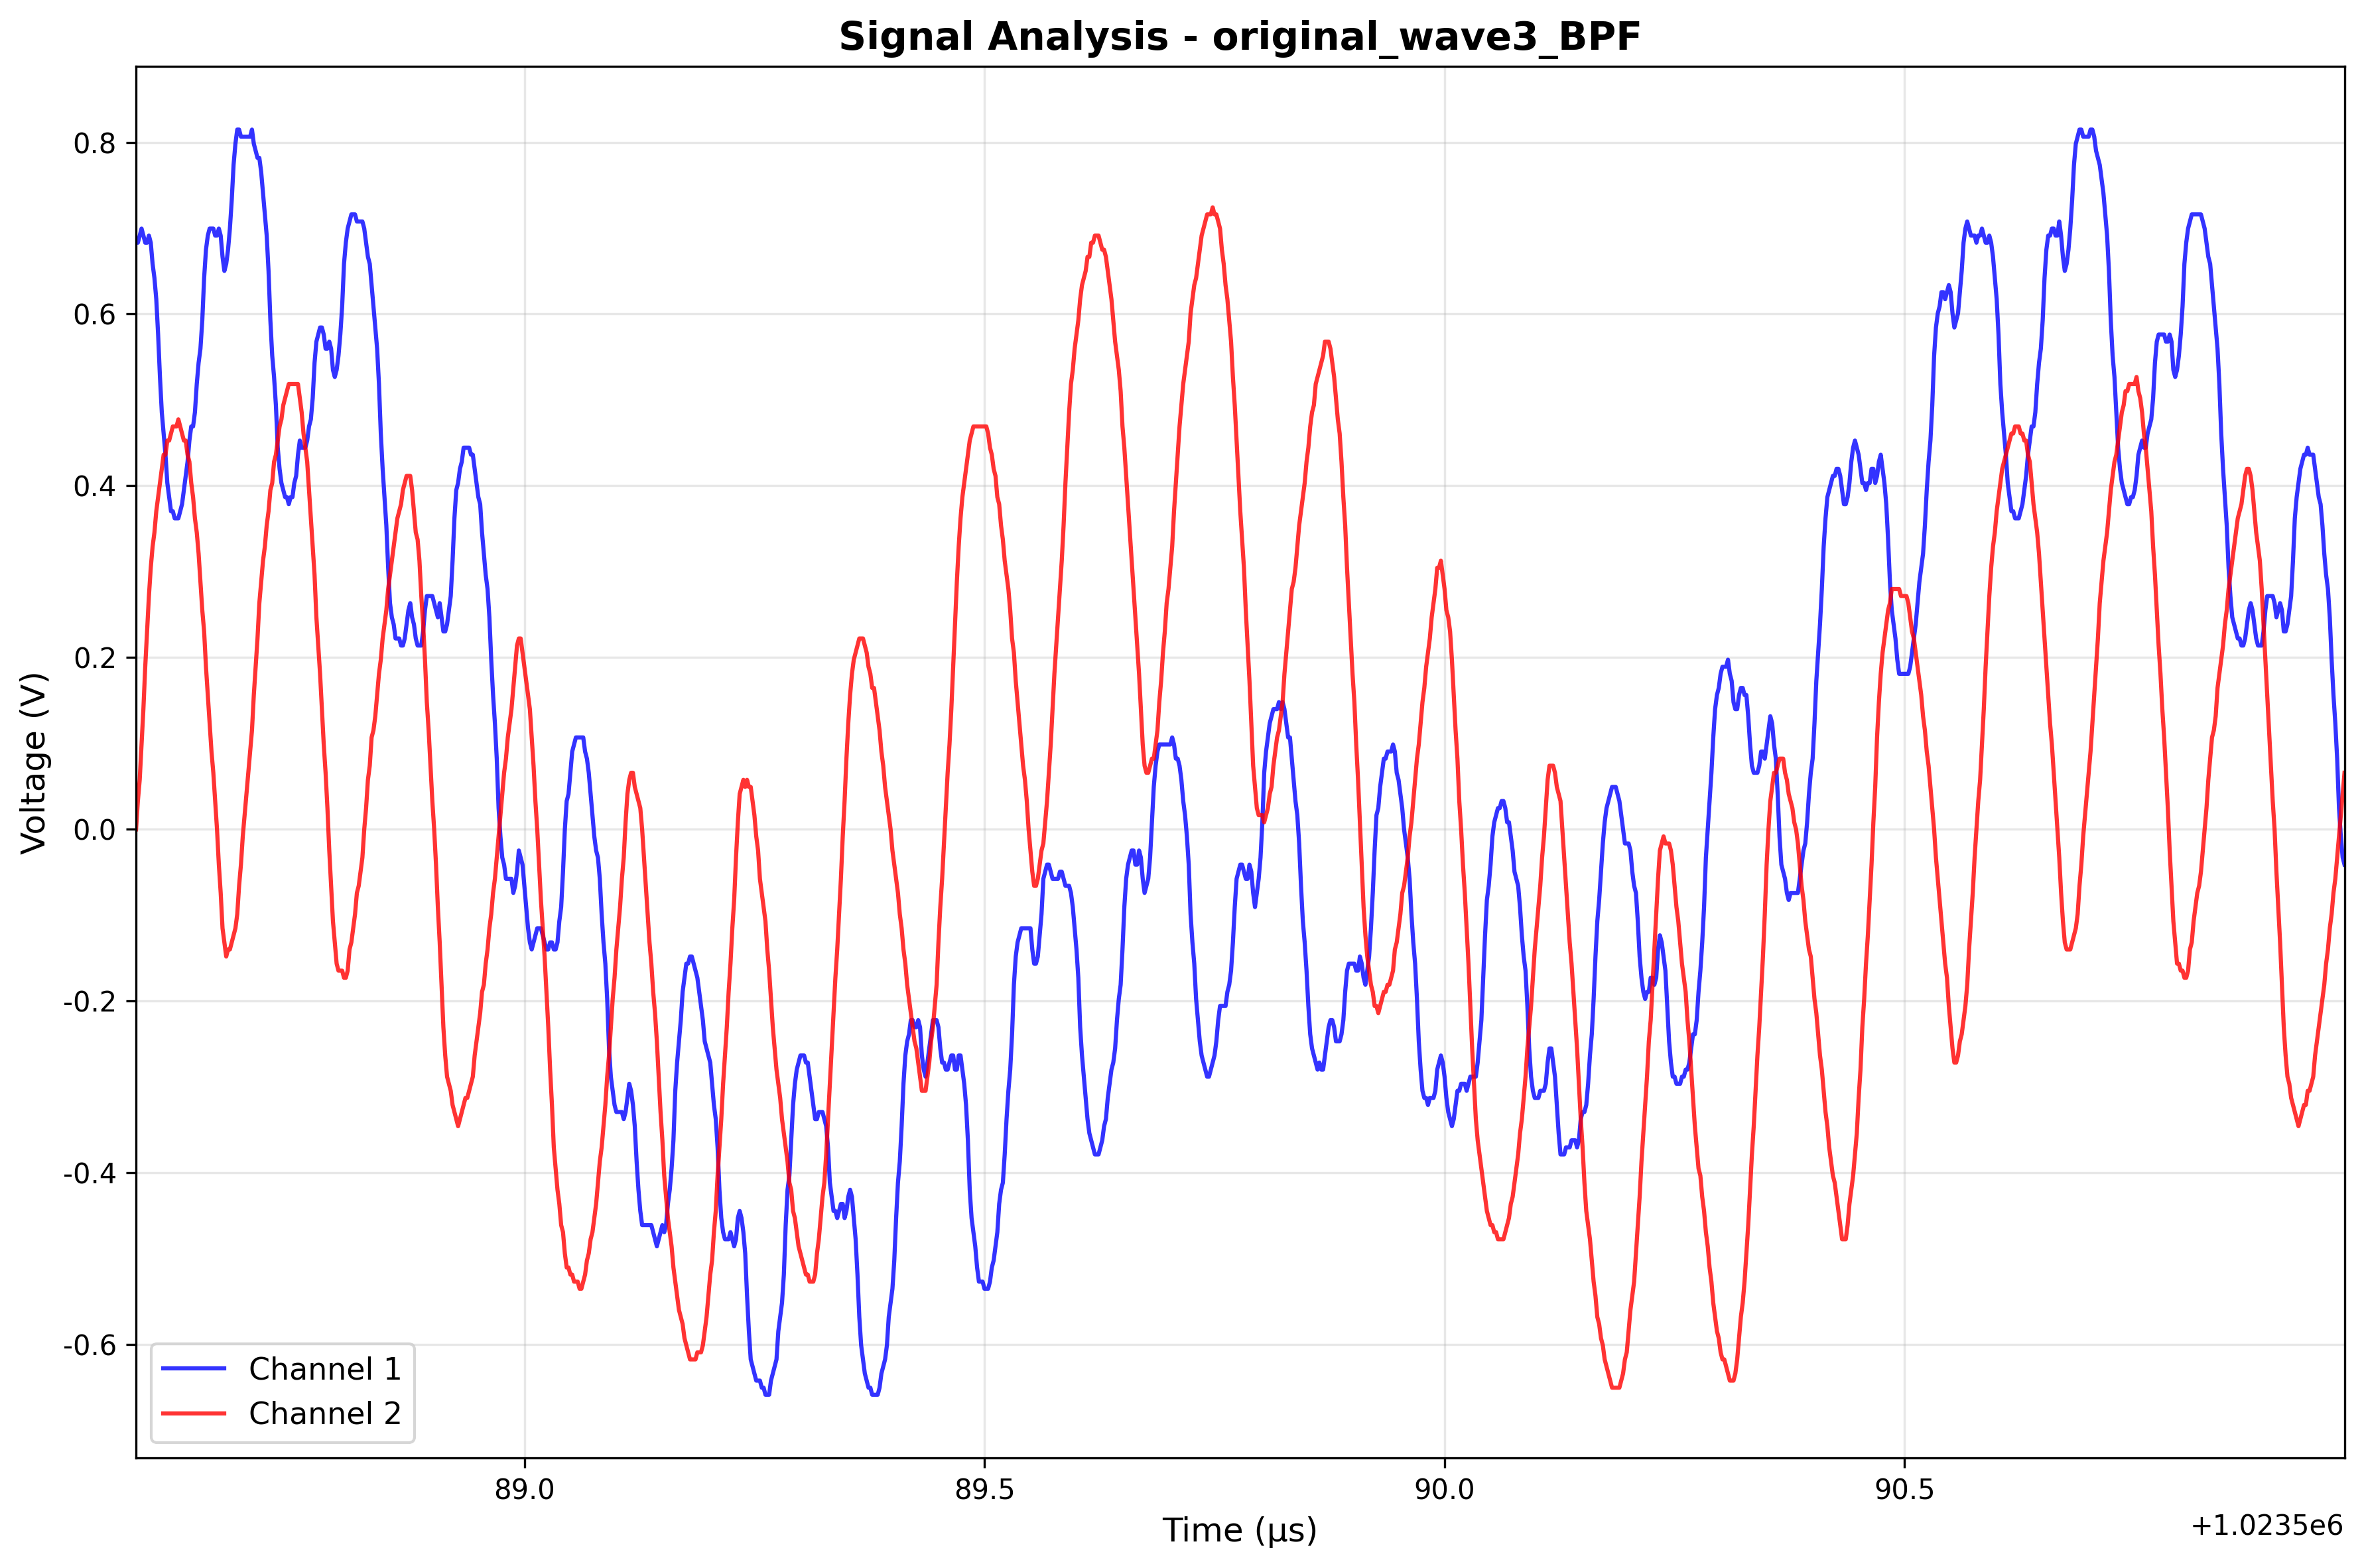 Signal Analysis - original_wave3_BPF
Voltage (V)
0.8
0.6
0.4
0.2
0.0
-0.2
-0.4
-0.6
Channel 1
Channel 2
89.0
89.5
90.0
90.5
Time (µs)
+1.0235e6